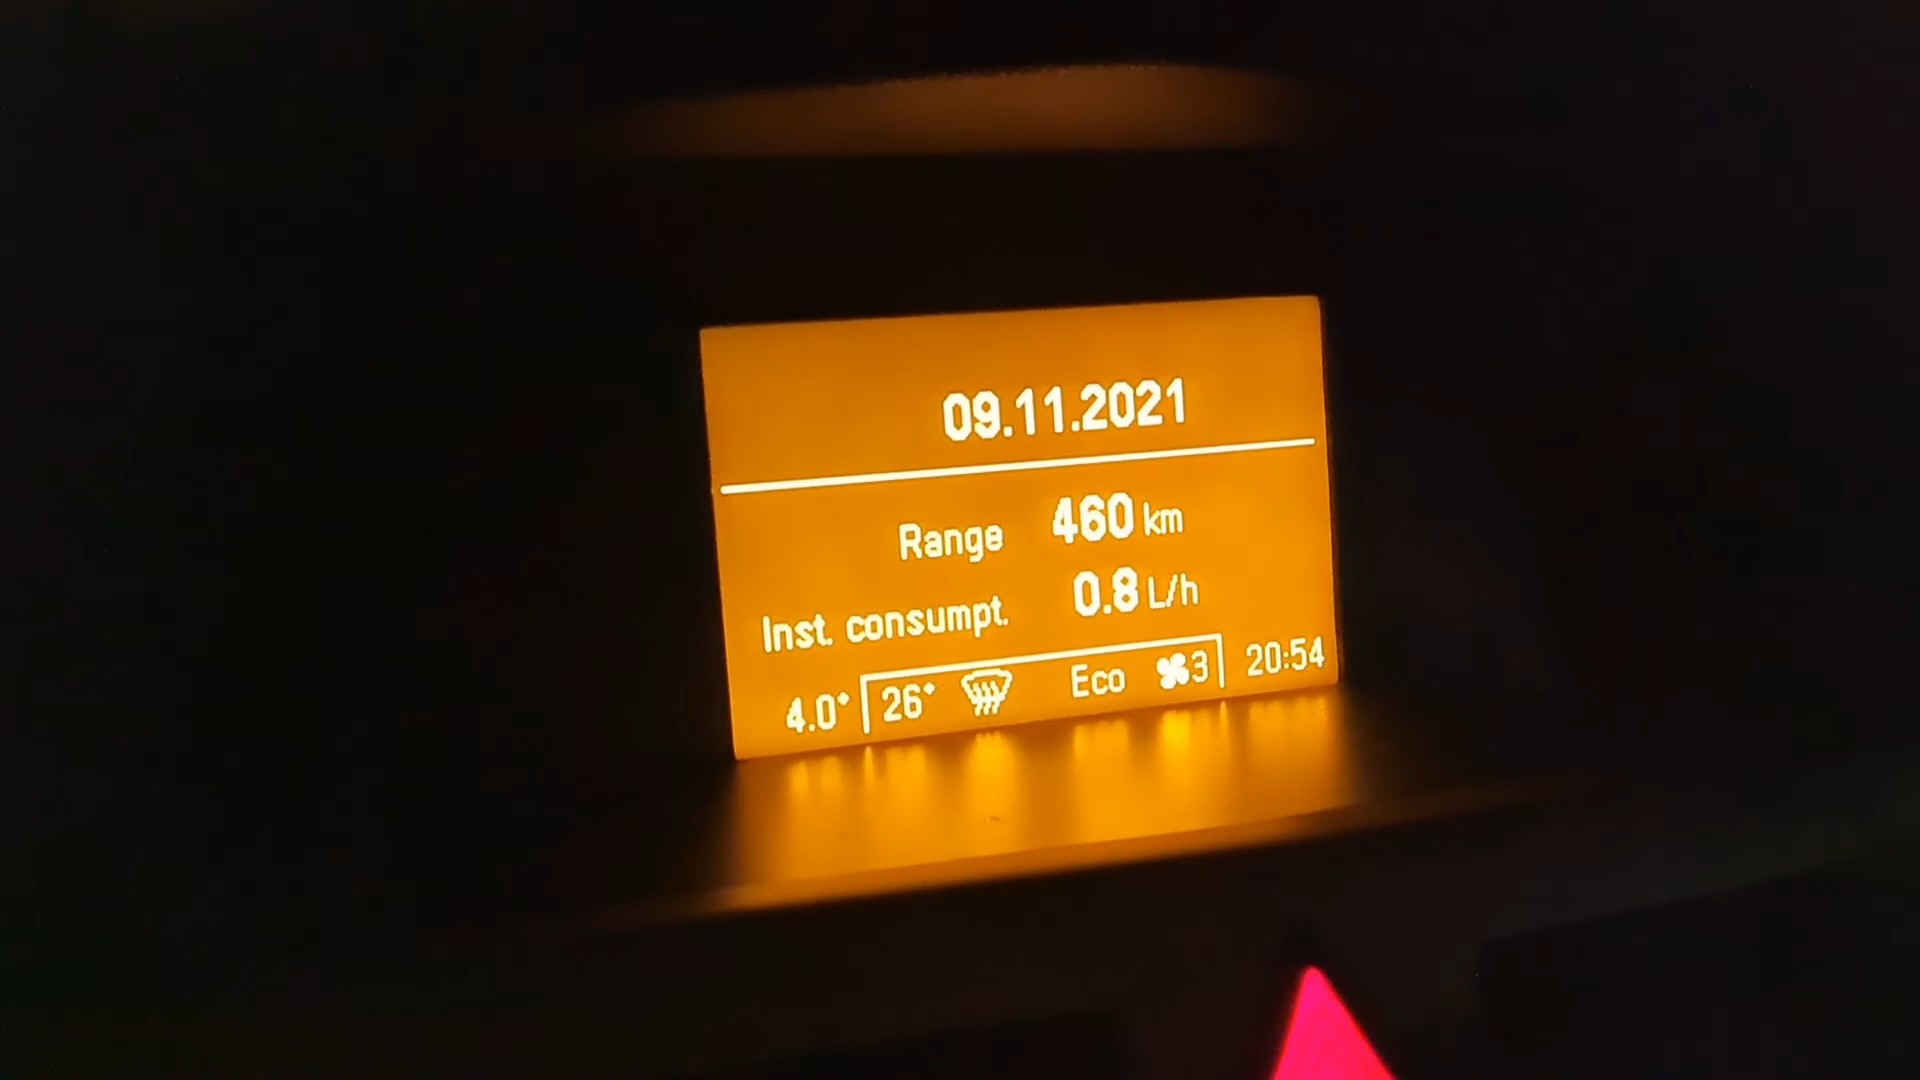 09.11.2021
Range 460 km
Inst. consumpt. 0.8 L/h
4.0° 26° Eco 3 20:54